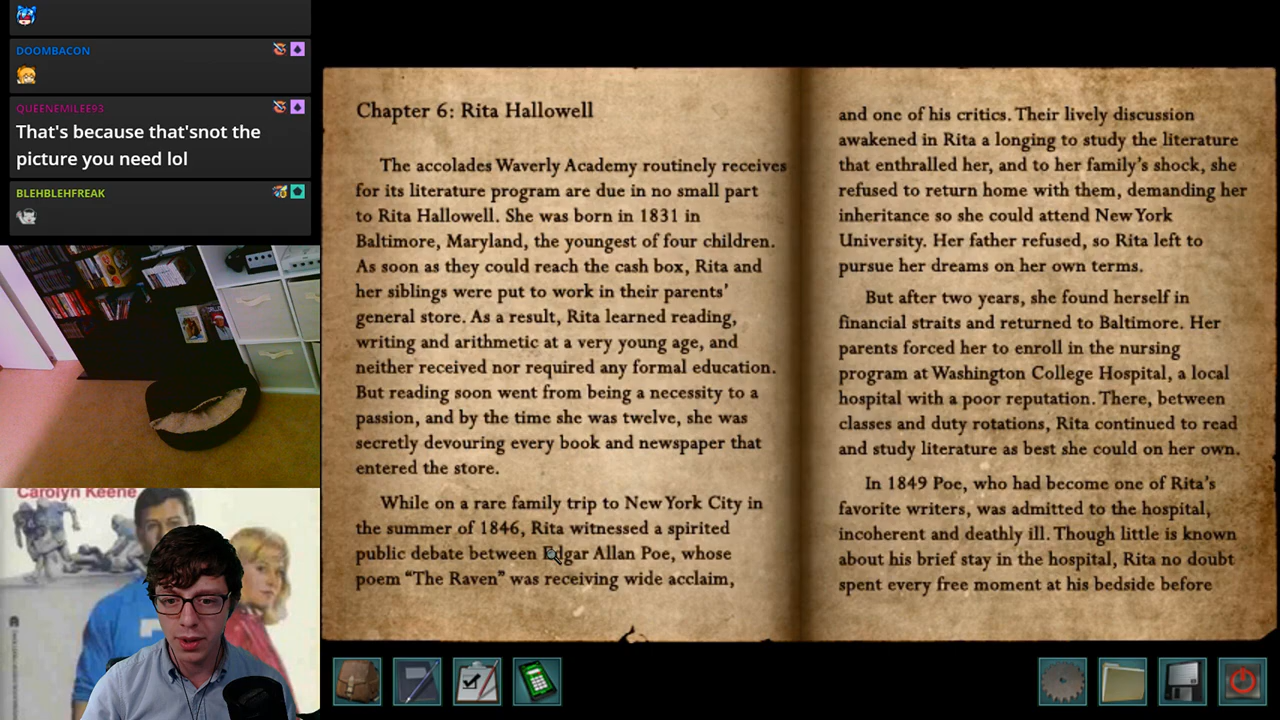 DOOMBACON
QUEENEMILEE93
That's because that'snot the
picture you need lol
BLEHBLEHFREAK
Carolyn Keene
Chapter 6: Rita Hallowell
The accolades Waverly Academy routinely receives
for its literature program are due in no small part
to Rita Hallowell. She was born in 1831 in
Baltimore, Maryland, the youngest of four children.
As soon as they could reach the cash box, Rita and
her siblings were put to work in their parents'
general store. As a result, Rita learned reading,
writing and arithmetic at a very young age, and
neither received nor required any formal education.
But reading soon went from being a necessity to a
passion, and by the time she was twelve, she was
secretly devouring every book and newspaper that
entered the store.
While on a rare family trip to New York City in
the summer of 1846, Rita witnessed a spirited
public debate between Edgar Allan Poe, whose
poem “The Raven” was receiving wide acclaim,
and one of his critics. Their lively discussion
awakened in Rita a longing to study the literature
that enthralled her, and to her family's shock, she
refused to return home with them, demanding her
inheritance so she could attend New York
University. Her father refused, so Rita left to
pursue her dreams on her own terms.
But after two years, she found herself in
financial straits and returned to Baltimore. Her
parents forced her to enroll in the nursing
program at Washington College Hospital, a local
hospital with a poor reputation. There, between
classes and duty rotations, Rita continued to read
and study literature as best she could on her own.
In 1849 Poe, who had become one of Rita's
favorite writers, was admitted to the hospital,
incoherent and deathly ill. Though little is known
about his brief stay in the hospital, Rita no doubt
spent every free moment at his bedside before